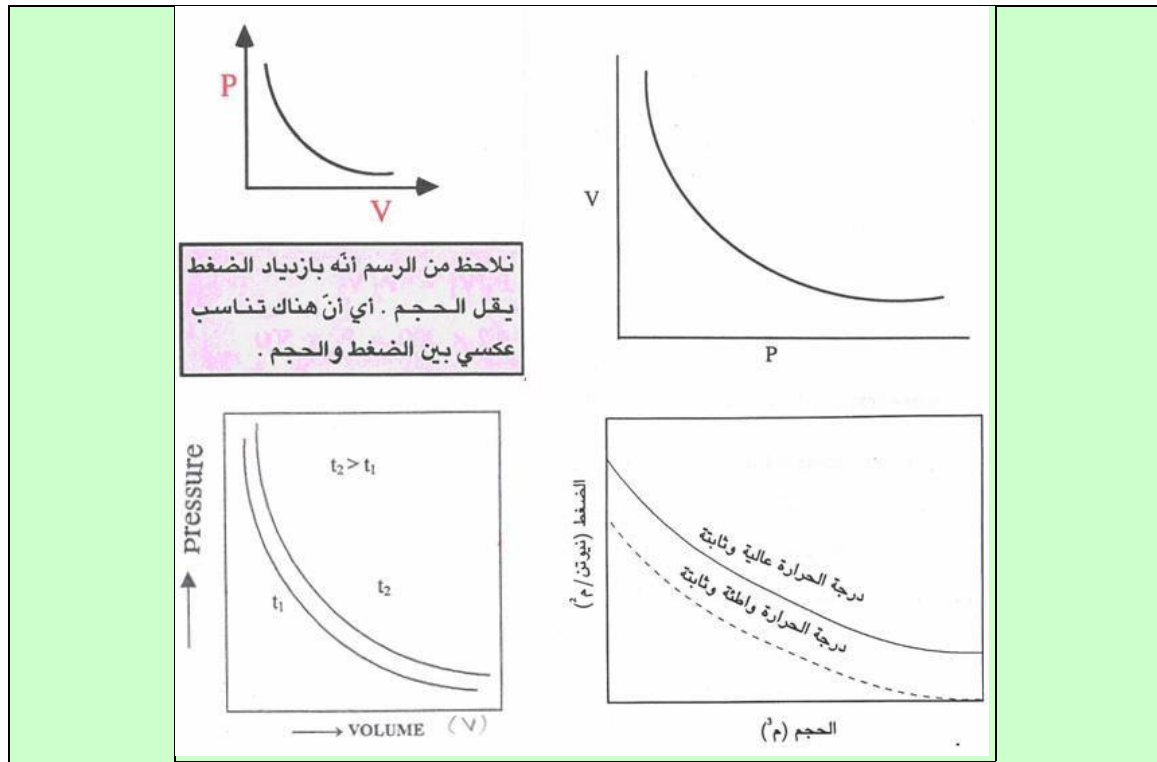 P
V
نلاحظ من الرسم أنّه بازدياد الضغط
يقل الحجم . أي أنّ هناك تناسب
عكسي بين الضغط والحجم .
V
P
Pressure
t₂ > t₁
t₁
t₂
VOLUME (V)
الضغط (نيوتن/م²)
درجة الحرارة عالية وثابتة
درجة الحرارة واطئة وثابتة
الحجم (م³)